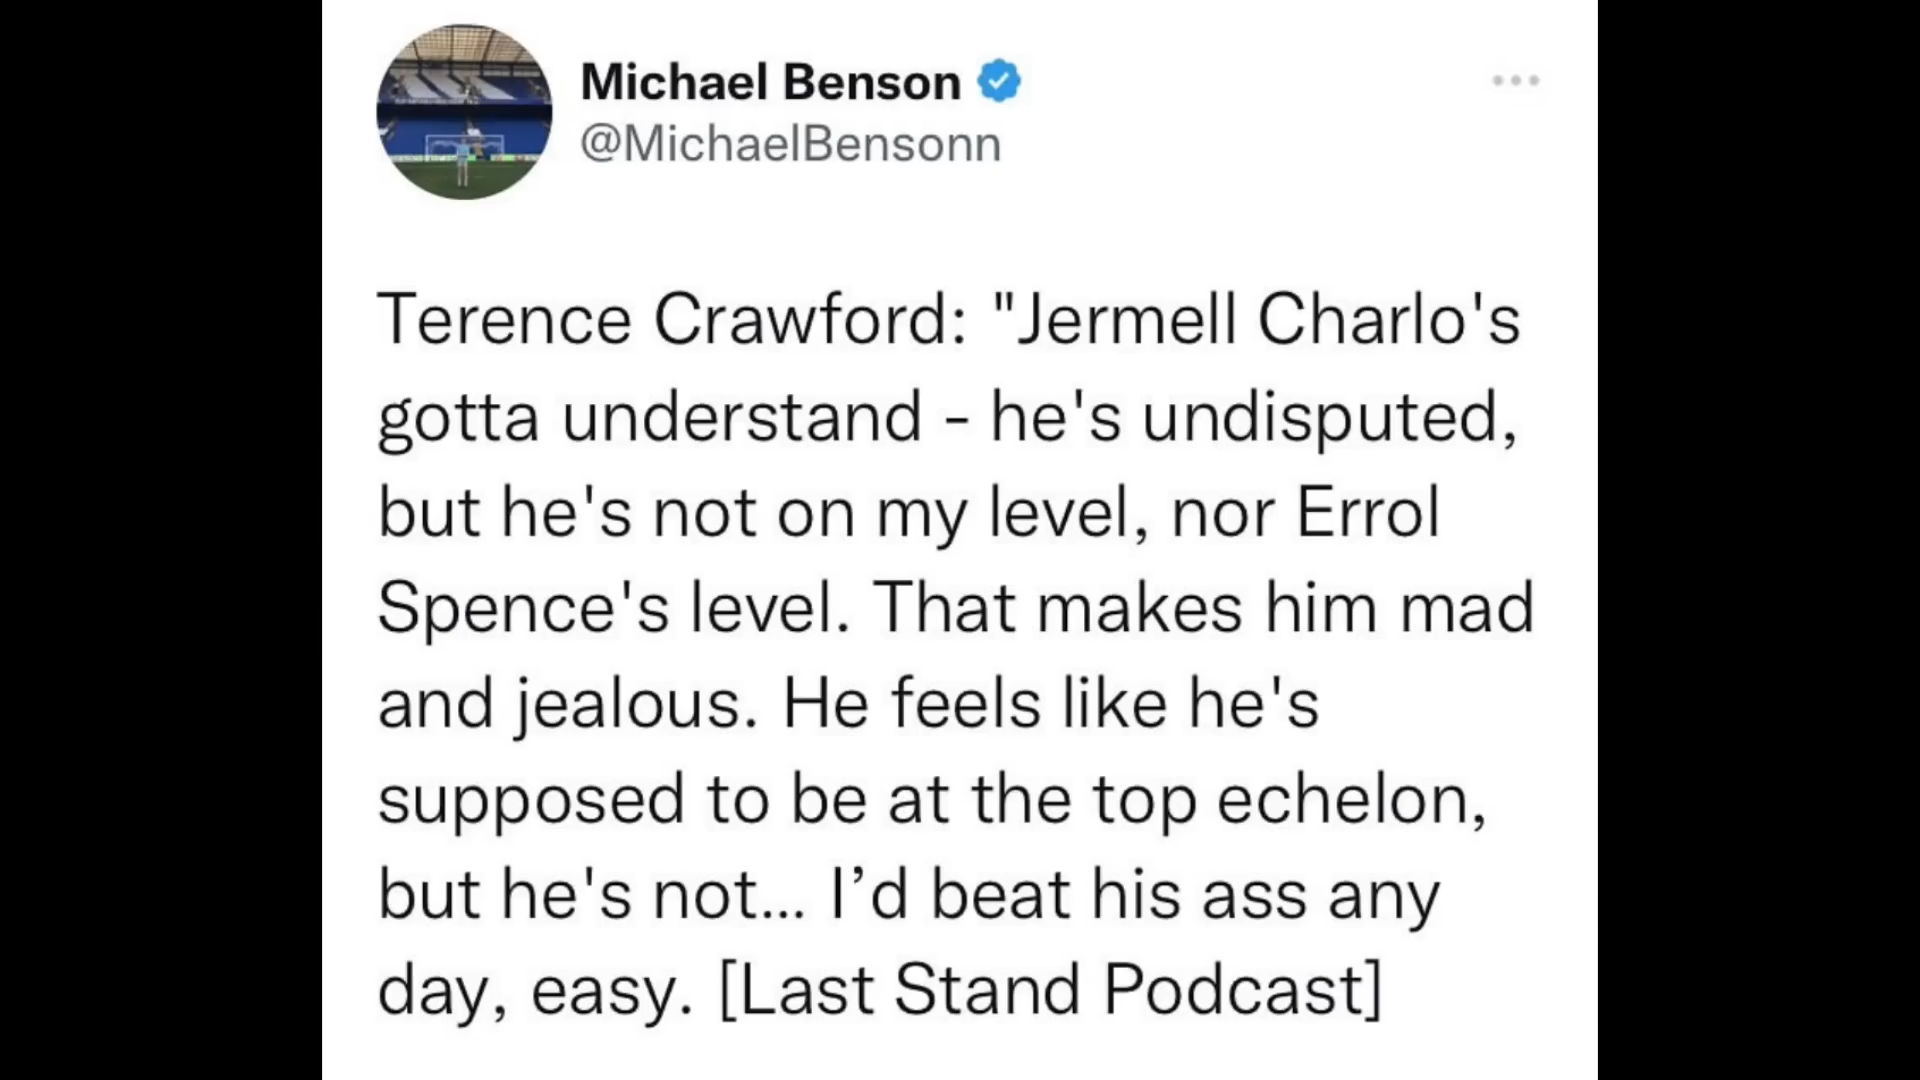 Michael Benson
@MichaelBensonn
Terence Crawford: "Jermell Charlo's
gotta understand - he's undisputed,
but he's not on my level, nor Errol
Spence's level. That makes him mad
and jealous. He feels like he's
supposed to be at the top echelon,
but he's not... I’d beat his ass any
day, easy. [Last Stand Podcast]